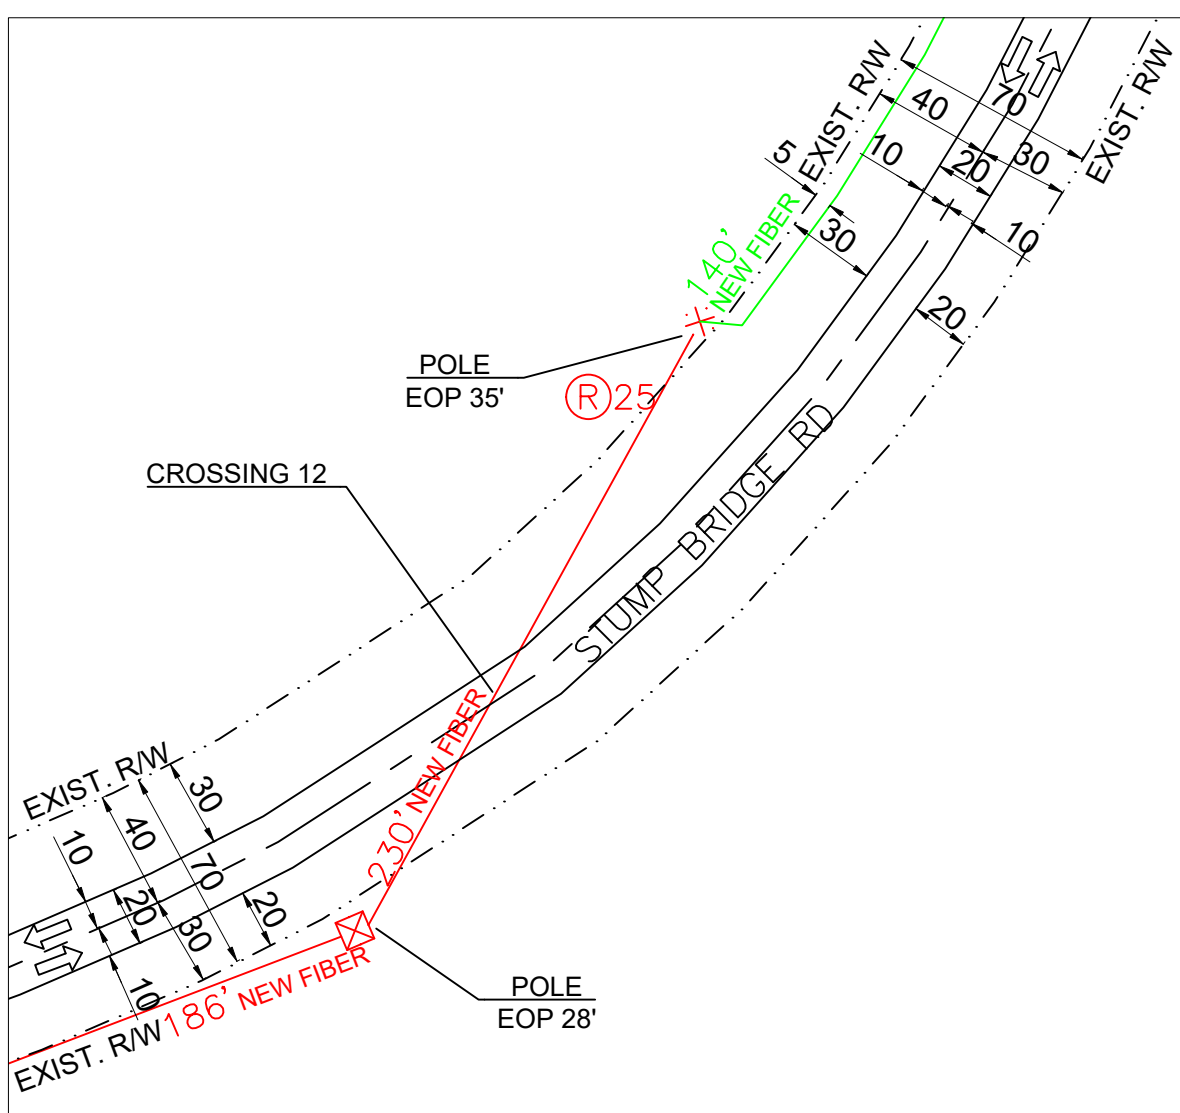 EXIST. R/W
EXIST. R/W
40
70
10
20
30
5
30
10
20
140' NEW FIBER
POLE
EOP 35'
R 25
CROSSING 12
STUMP BRIDGE RD
230' NEW FIBER
EXIST. R/W
30
10
40
70
20
30
20
10
POLE
EOP 28'
186' NEW FIBER
EXIST. R/W